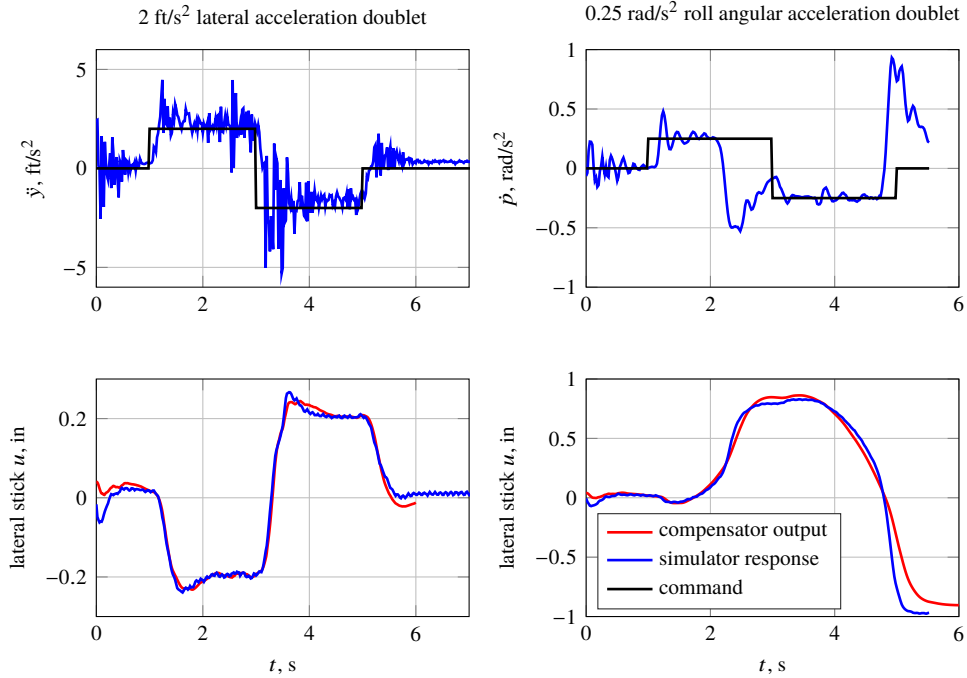 2 ft/s² lateral acceleration doublet
0.25 rad/s² roll angular acceleration doublet
ÿ, ft/s²
5
0
−5
0
2
4
6
ṗ, rad/s²
1
0.5
0
−0.5
−1
0
2
4
6
lateral stick u, in
0.2
0
−0.2
0
2
4
6
t, s
lateral stick u, in
1
0.5
0
−0.5
−1
0
2
4
6
t, s
compensator output
simulator response
command